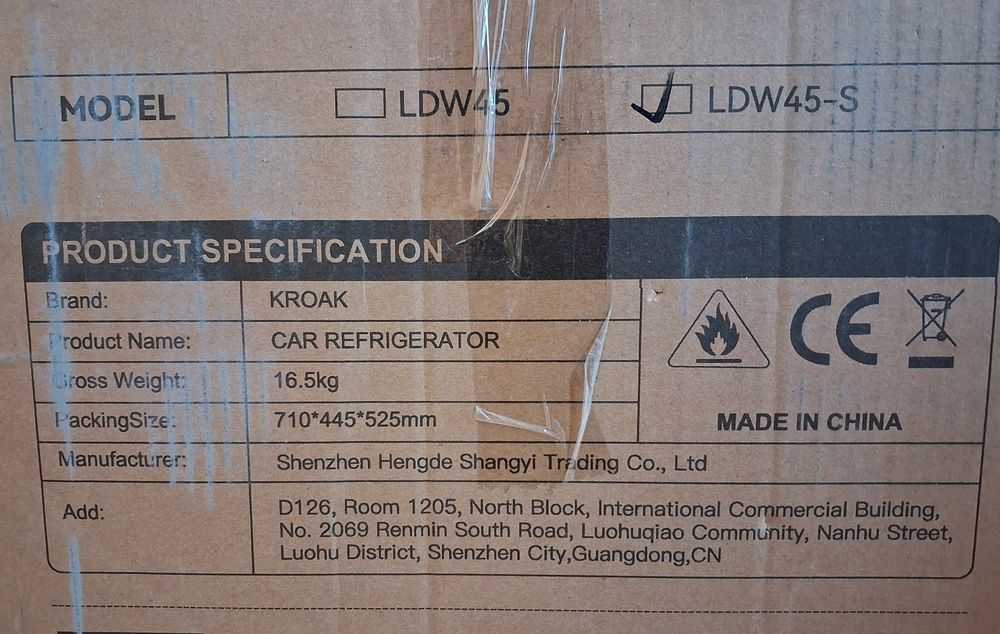 MODEL LDW45 LDW45-S
PRODUCT SPECIFICATION
Brand: KROAK
Product Name: CAR REFRIGERATOR
Gross Weight: 16.5kg
PackingSize: 710*445*525mm
CE
MADE IN CHINA
Manufacturer: Shenzhen Hengde Shangyi Trading Co., Ltd
Add: D126, Room 1205, North Block, International Commercial Building,
No. 2069 Renmin South Road, Luohuqiao Community, Nanhu Street,
Luohu District, Shenzhen City,Guangdong,CN